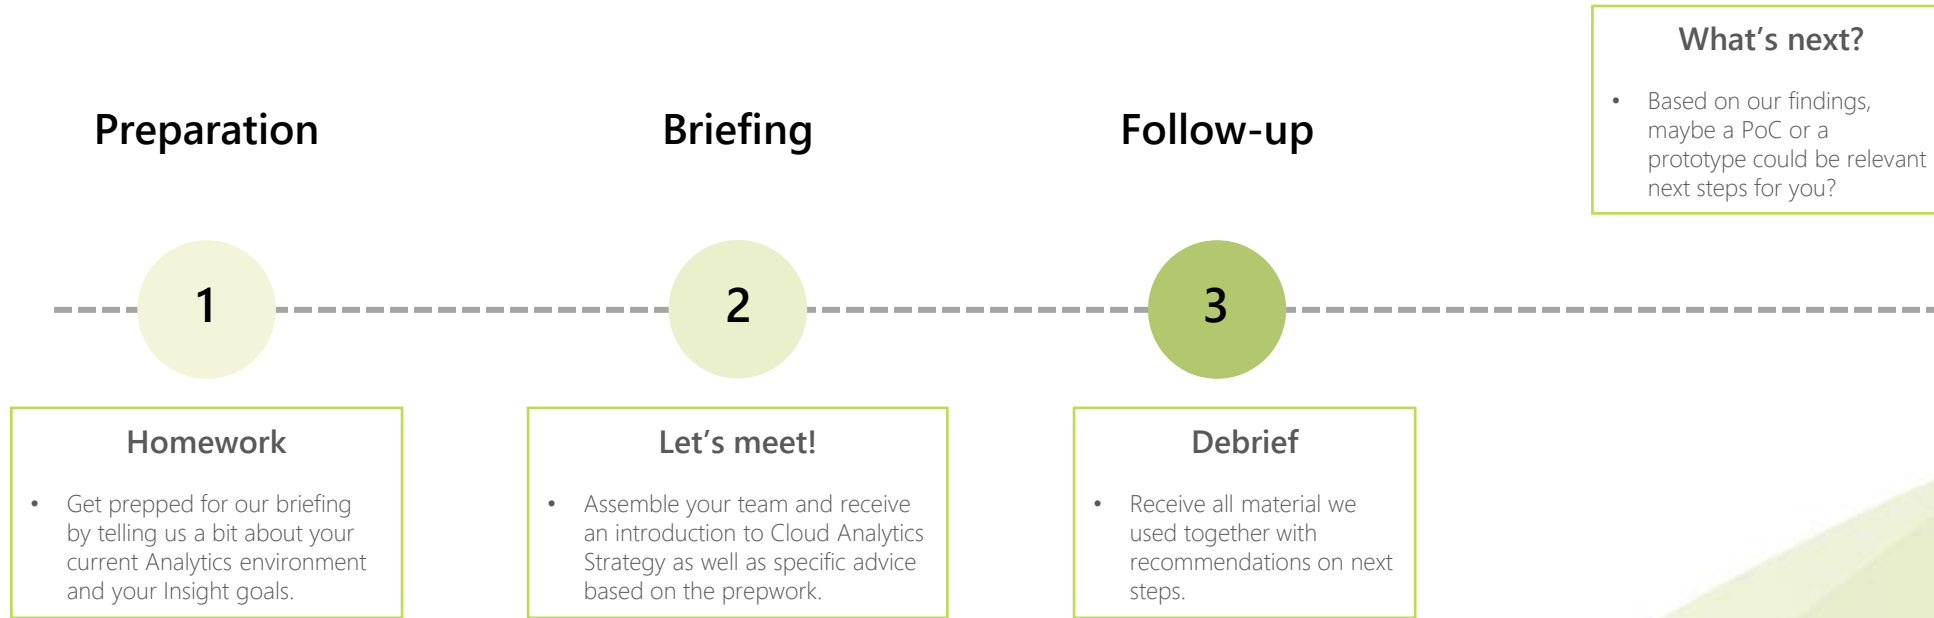 What's next?
• Based on our findings,
maybe a PoC or a
prototype could be relevant
next steps for you?
Preparation
Briefing
Follow-up
1
2
3
Homework
• Get prepped for our briefing
by telling us a bit about your
current Analytics environment
and your Insight goals.
Let's meet!
• Assemble your team and receive
an introduction to Cloud Analytics
Strategy as well as specific advice
based on the prepwork.
Debrief
• Receive all material we
used together with
recommendations on next
steps.